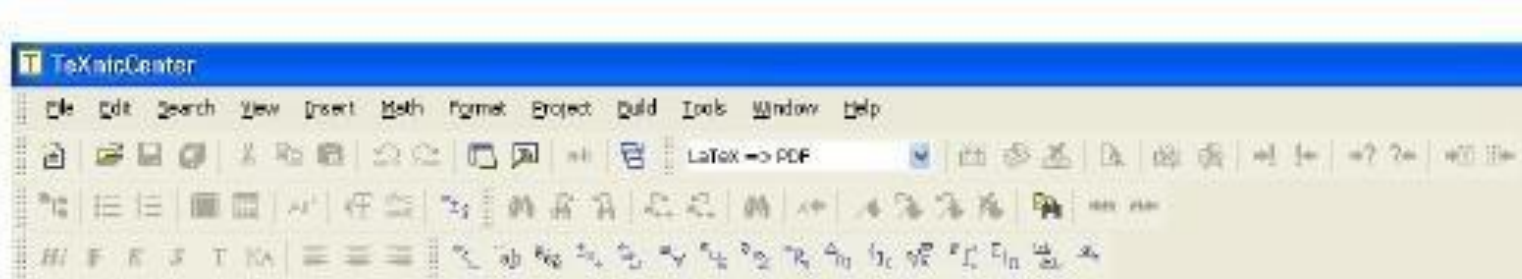 TeXnicCenter
File Edit Search View Insert Math Format Project Build Tools Window Help
LaTeX => PDF